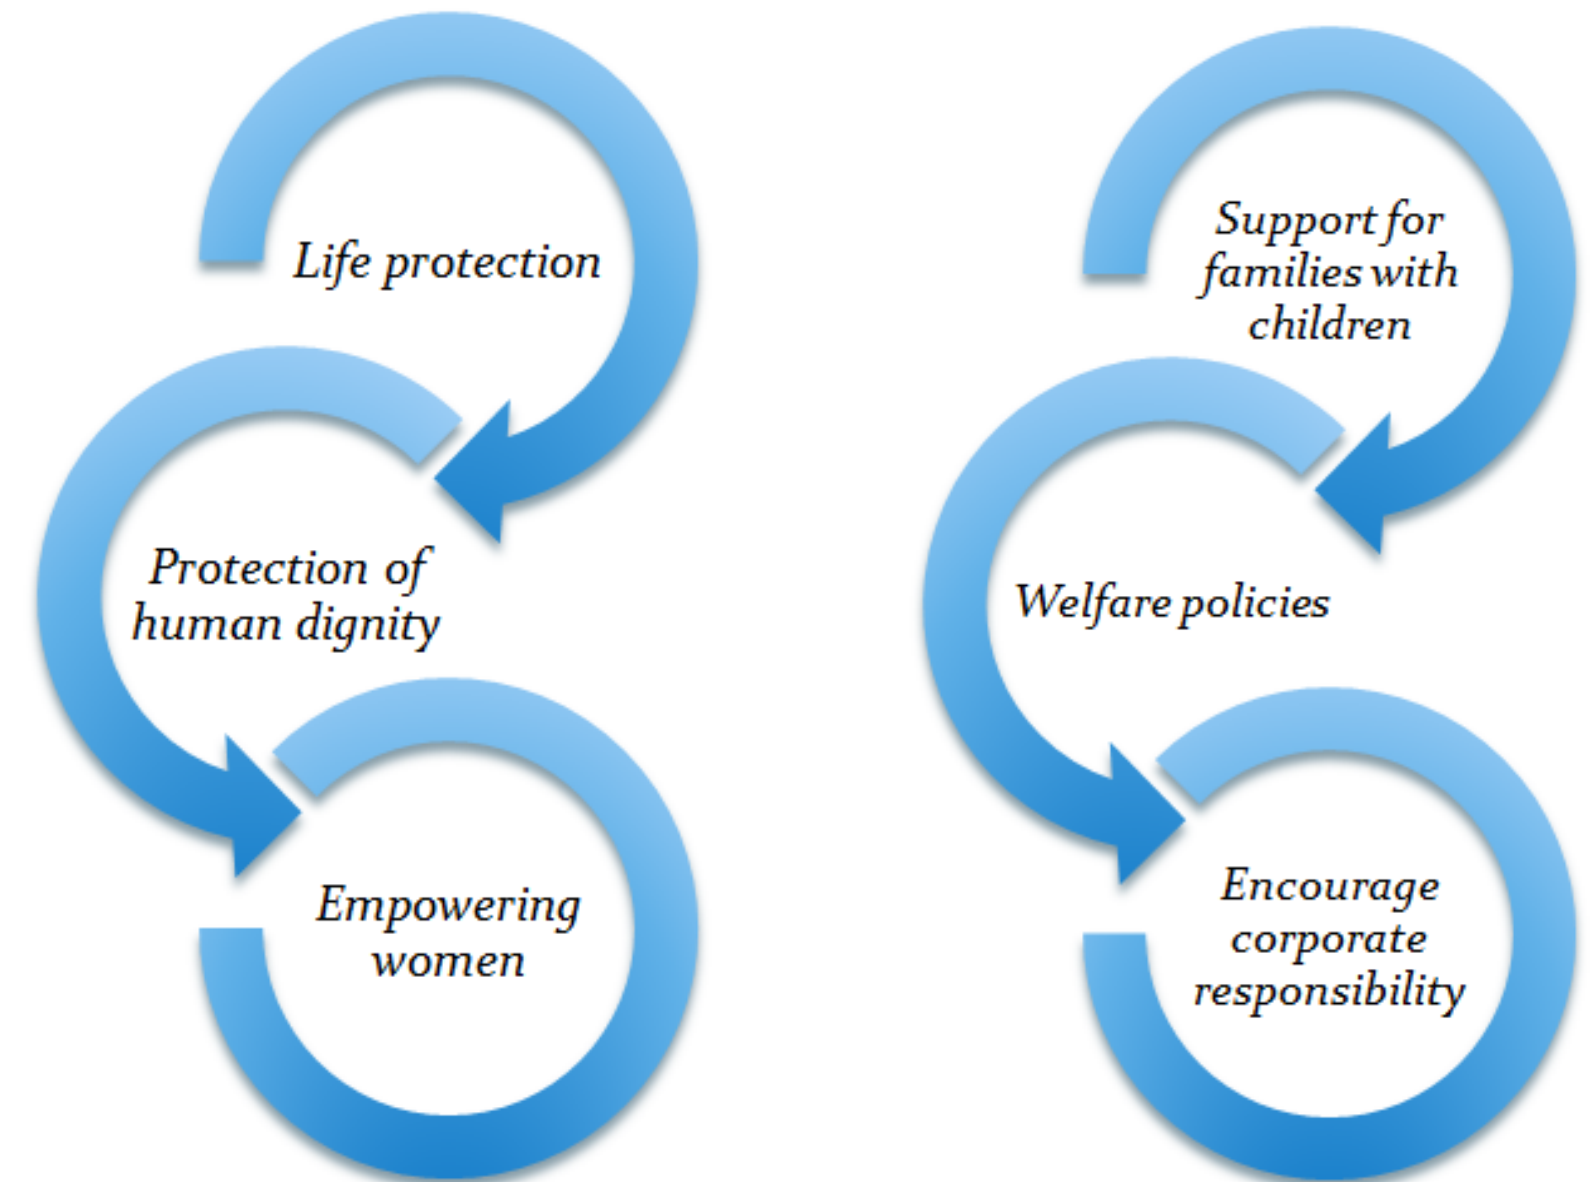 Life protection
Protection of
human dignity
Empowering
women
Support for
families with
children
Welfare policies
Encourage
corporate
responsibility